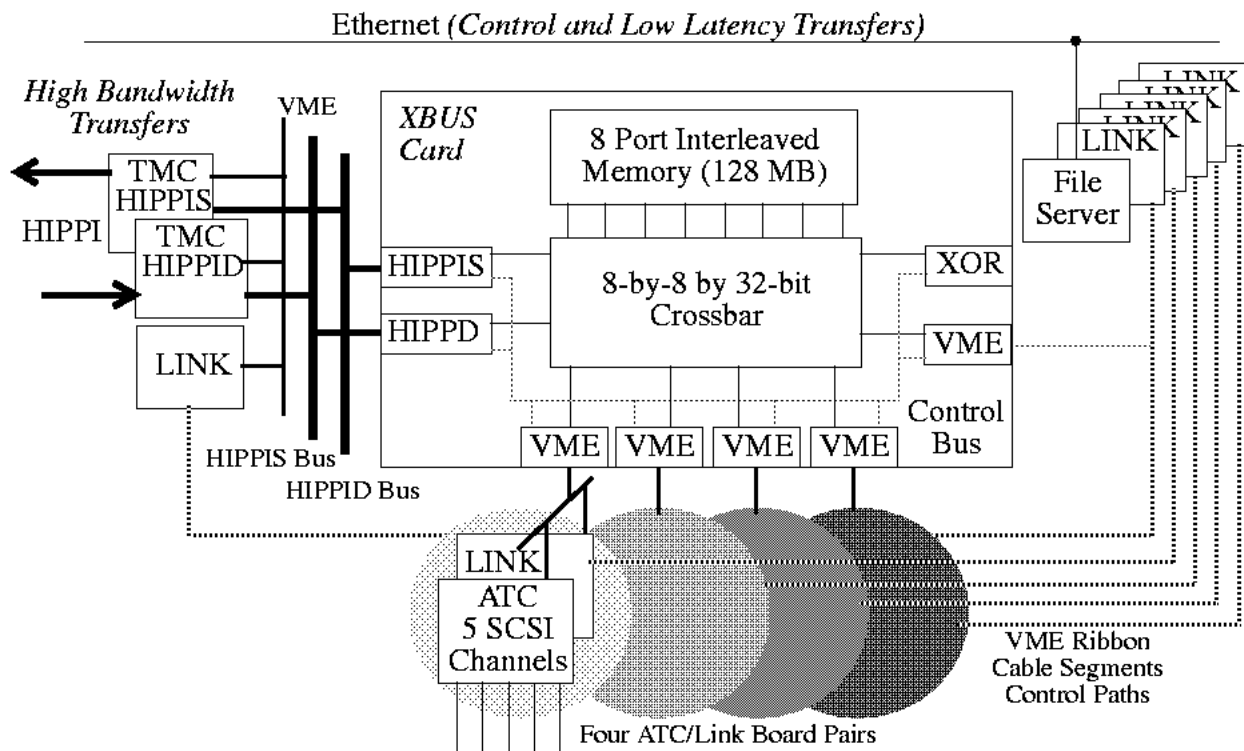 Ethernet (Control and Low Latency Transfers)
High Bandwidth
Transfers
VME
XBUS
Card
8 Port Interleaved
Memory (128 MB)
LINK
LINK
LINK
LINK
LINK
File
Server
TMC
HIPPIS
HIPPI
TMC
HIPPID
LINK
HIPPIS
HIPPD
8-by-8 by 32-bit
Crossbar
XOR
VME
Control
Bus
VME
VME
VME
VME
HIPPIS Bus
HIPPID Bus
LINK
ATC
5 SCSI
Channels
VME Ribbon
Cable Segments
Control Paths
Four ATC/Link Board Pairs